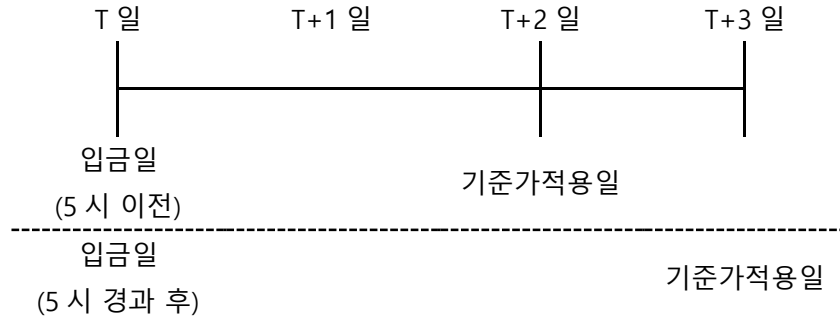 T 일 T+1 일 T+2 일 T+3 일
입금일
(5 시 이전)
기준가적용일
입금일
(5 시 경과 후)
기준가적용일